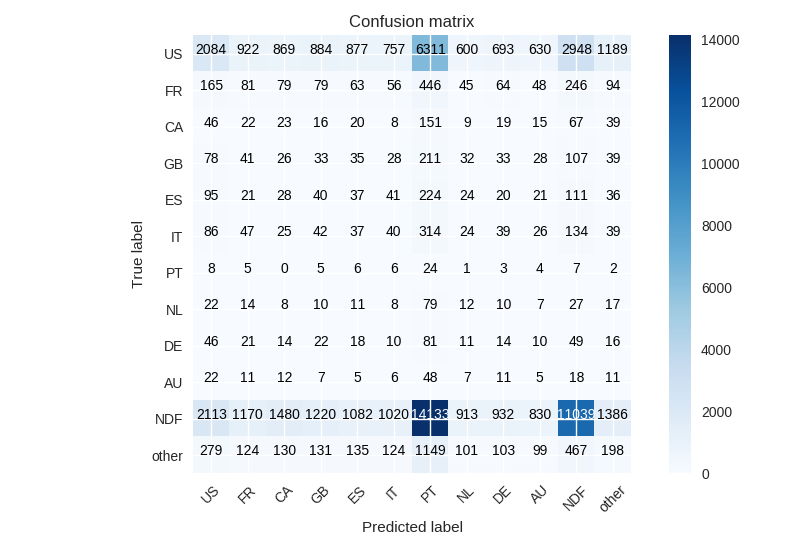 Confusion matrix
US 2084 922 869 884 877 757 6311 600 693 630 2948 1189
FR 165 81 79 79 63 56 446 45 64 48 246 94
CA 46 22 23 16 20 8 151 9 19 15 67 39
GB 78 41 26 33 35 28 211 32 33 28 107 39
ES 95 21 28 40 37 41 224 24 20 21 111 36
IT 86 47 25 42 37 40 314 24 39 26 134 39
PT 8 5 0 5 6 6 24 1 3 4 7 2
NL 22 14 8 10 11 8 79 12 10 7 27 17
DE 46 21 14 22 18 10 81 11 14 10 49 16
AU 22 11 12 7 5 6 48 7 11 5 18 11
NDF 2113 1170 1480 1220 1082 1020 14133 913 932 830 11039 1386
other 279 124 130 131 135 124 1149 101 103 99 467 198
US FR CA GB ES IT PT NL DE AU NDF other
Predicted label
True label
14000
12000
10000
8000
6000
4000
2000
0